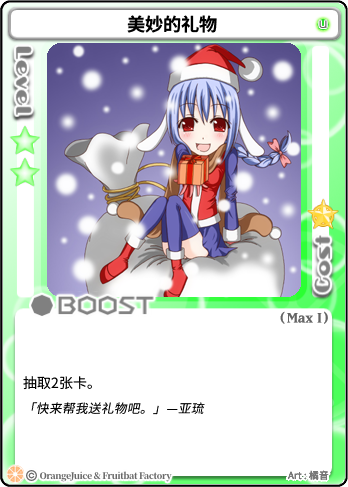 美妙的礼物
U
Level
Cost
BOOST
(Max 1)
抽取2张卡。
「快来帮我送礼物吧。」—亚琉
© OrangeJuice & Fruitbat Factory
Art : 橘音